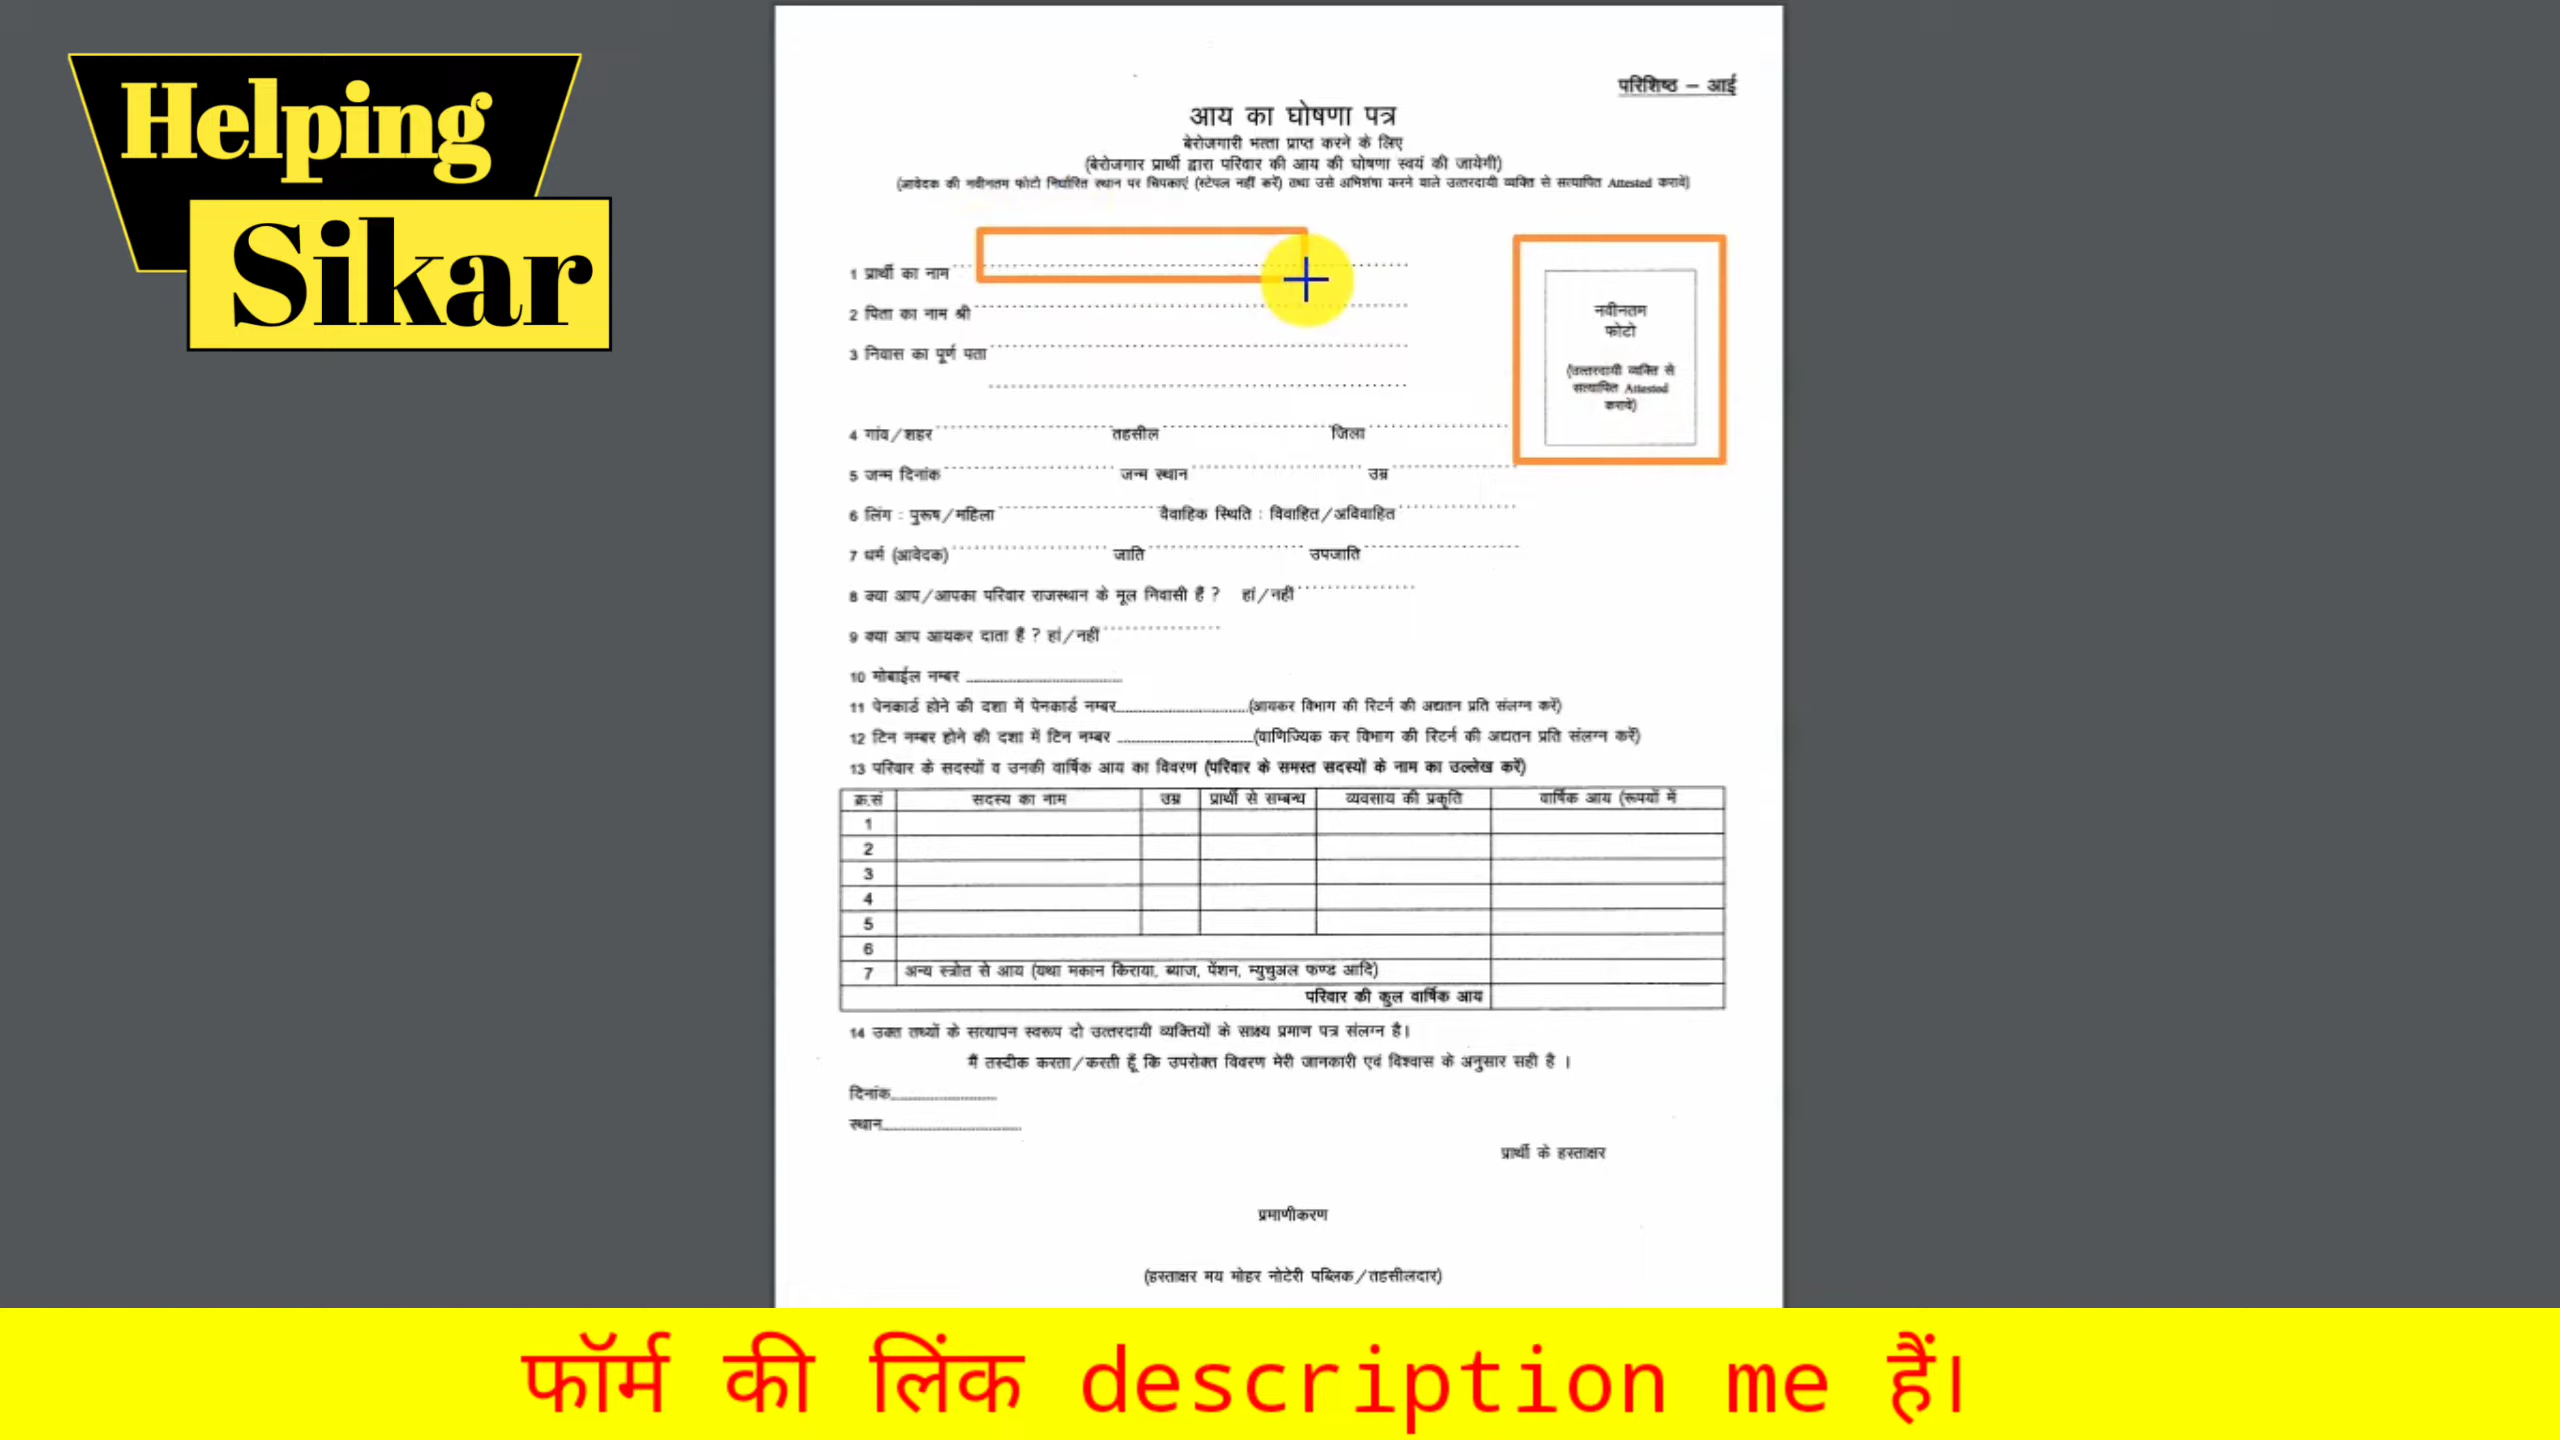 Helping
Sikar
परिशिष्ठ – आई
आय का घोषणा पत्र
बेरोजगारी भत्ता प्राप्त करने के लिए
(बेरोजगार प्रार्थी द्वारा परिवार की आय की घोषणा स्वयं की जायेगी)
(आवेदक की नवीनतम फोटो निर्धारित स्थान पर चिपकाएं (स्टेपल नहीं करें) तथा उसे अभिशंषा करने वाले उत्तरदायी व्यक्ति से सत्यापित Attested करावें)
1 प्रार्थी का नाम
2 पिता का नाम श्री
3 निवास का पूर्ण पता
नवीनतम
फोटो
(उत्तरदायी व्यक्ति से
सत्यापित Attested
करावें)
4 गांव/शहर तहसील जिला
5 जन्म दिनांक जन्म स्थान उम्र
6 लिंग : पुरूष/महिला वैवाहिक स्थिति : विवाहित/अविवाहित
7 धर्म (आवेदक) जाति उपजाति
8 क्या आप/आपका परिवार राजस्थान के मूल निवासी हैं ? हां/नहीं
9 क्या आप आयकर दाता हैं ? हां/नहीं
10 मोबाईल नम्बर
11 पेनकार्ड होने की दशा में पेनकार्ड नम्बर (आयकर विभाग की रिटर्न की अद्यतन प्रति संलग्न करें)
12 टिन नम्बर होने की दशा में टिन नम्बर (वाणिज्यिक कर विभाग की रिटर्न की अद्यतन प्रति संलग्न करें)
13 परिवार के सदस्यों व उनकी वार्षिक आय का विवरण (परिवार के समस्त सदस्यों के नाम का उल्लेख करें)
क्र.सं सदस्य का नाम उम्र प्रार्थी से सम्बन्ध व्यवसाय की प्रकृति वार्षिक आय (रूपयों में
1
2
3
4
5
6
7 अन्य स्त्रोत से आय (यथा मकान किराया, ब्याज, पेंशन, म्युचुअल फण्ड आदि)
परिवार की कुल वार्षिक आय
14 उक्त तथ्यों के सत्यापन स्वरूप दो उत्तरदायी व्यक्तियों के साक्ष्य प्रमाण पत्र संलग्न है।
मैं तस्दीक करता/करती हूँ कि उपरोक्त विवरण मेरी जानकारी एवं विश्वास के अनुसार सही है ।
दिनांक
स्थान
प्रार्थी के हस्ताक्षर
प्रमाणीकरण
(हस्ताक्षर मय मोहर नोटेरी पब्लिक/तहसीलदार)
फॉर्म की लिंक description me हैं।